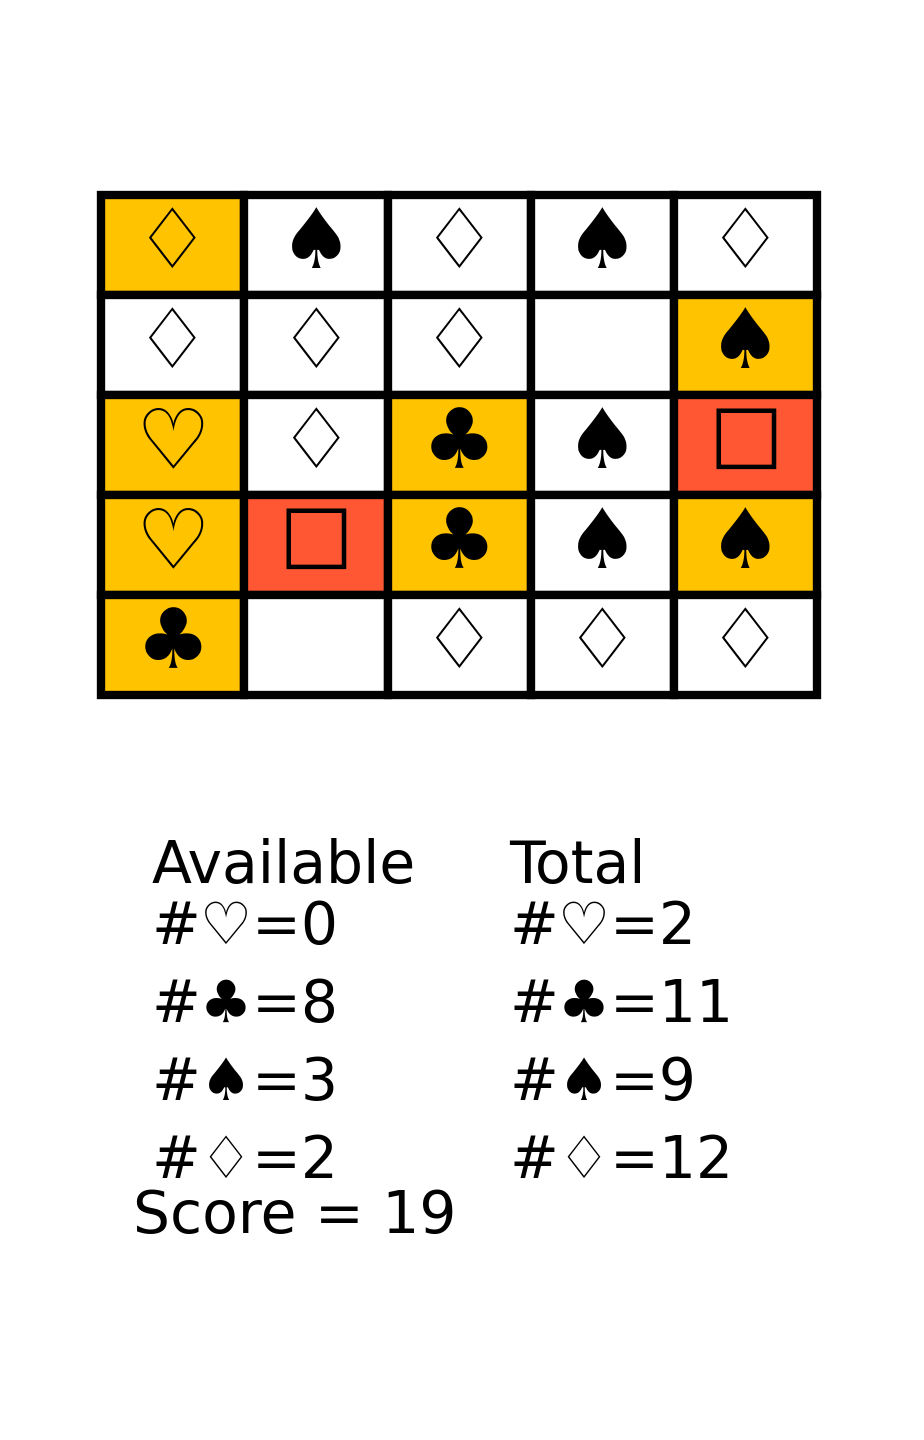 ♢ ♠ ♢ ♠ ♢
♢ ♢ ♢ ♠
♡ ♢ ♣ ♠ □
♡ □ ♣ ♠ ♠
♣ ♢ ♢ ♢
Available Total
#♡=0 #♡=2
#♣=8 #♣=11
#♠=3 #♠=9
#♢=2 #♢=12
Score = 19